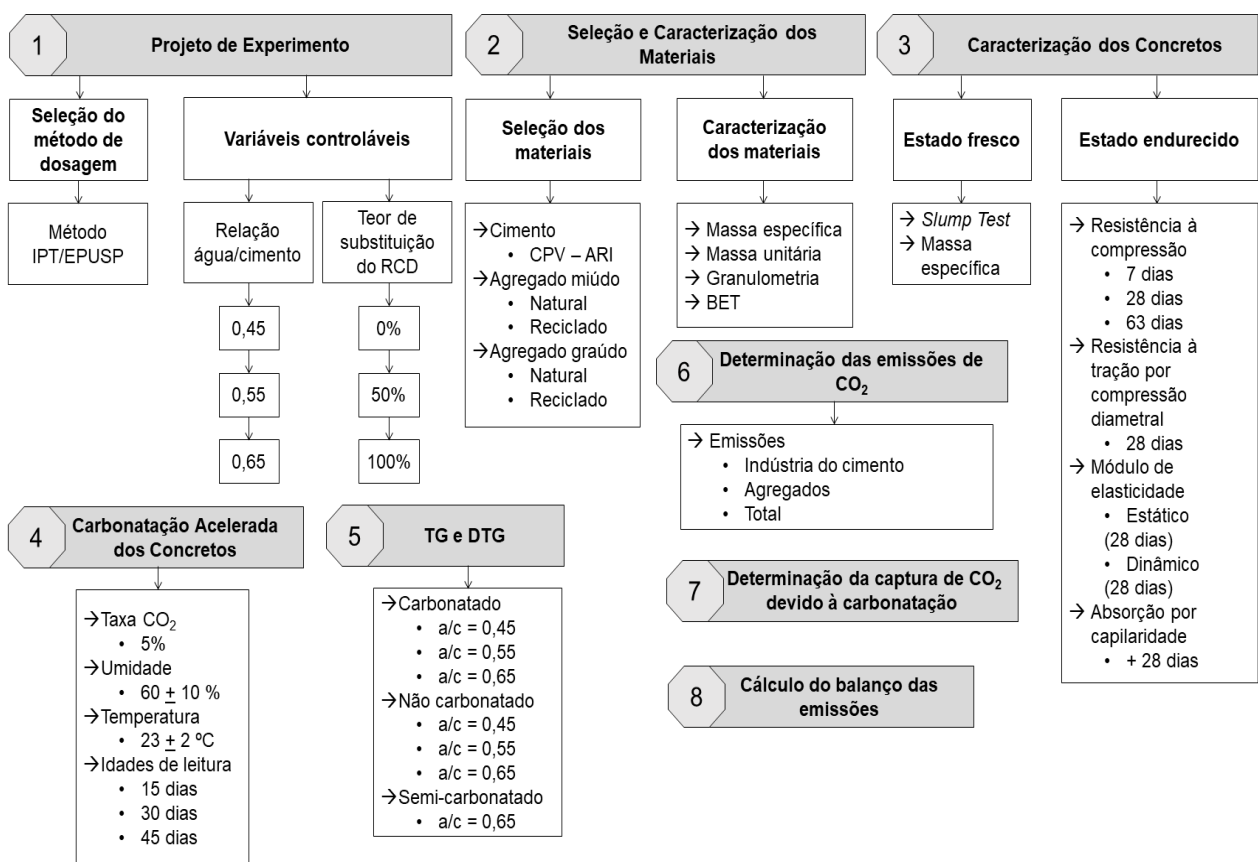 1
Projeto de Experimento
Seleção do
método de
dosagem
Variáveis controláveis
Método
IPT/EPUSP
Relação
água/cimento
Teor de
substituição
do RCD
0,45
0%
0,55
50%
0,65
100%
2
Seleção e Caracterização dos
Materiais
Seleção dos
materiais
Caracterização
dos materiais
→Cimento
• CPV – ARI
→Agregado miúdo
• Natural
• Reciclado
→Agregado graúdo
• Natural
• Reciclado
→ Massa específica
→ Massa unitária
→ Granulometria
→ BET
3
Caracterização dos Concretos
Estado fresco
Estado endurecido
→ Slump Test
→ Massa
específica
→ Resistência à
compressão
• 7 dias
• 28 dias
• 63 dias
→ Resistência à
tração por
compressão
diametral
• 28 dias
→ Módulo de
elasticidade
• Estático
(28 dias)
• Dinâmico
(28 dias)
→ Absorção por
capilaridade
• + 28 dias
4
Carbonatação Acelerada
dos Concretos
→Taxa CO₂
• 5%
→Umidade
• 60 ± 10 %
→Temperatura
• 23 ± 2 ºC
→Idades de leitura
• 15 dias
• 30 dias
• 45 dias
5
TG e DTG
→Carbonatado
• a/c = 0,45
• a/c = 0,55
• a/c = 0,65
→Não carbonatado
• a/c = 0,45
• a/c = 0,55
• a/c = 0,65
→Semi-carbonatado
• a/c = 0,65
6
Determinação das emissões de
CO₂
→ Emissões
• Indústria do cimento
• Agregados
• Total
7
Determinação da captura de CO₂
devido à carbonatação
8
Cálculo do balanço das
emissões